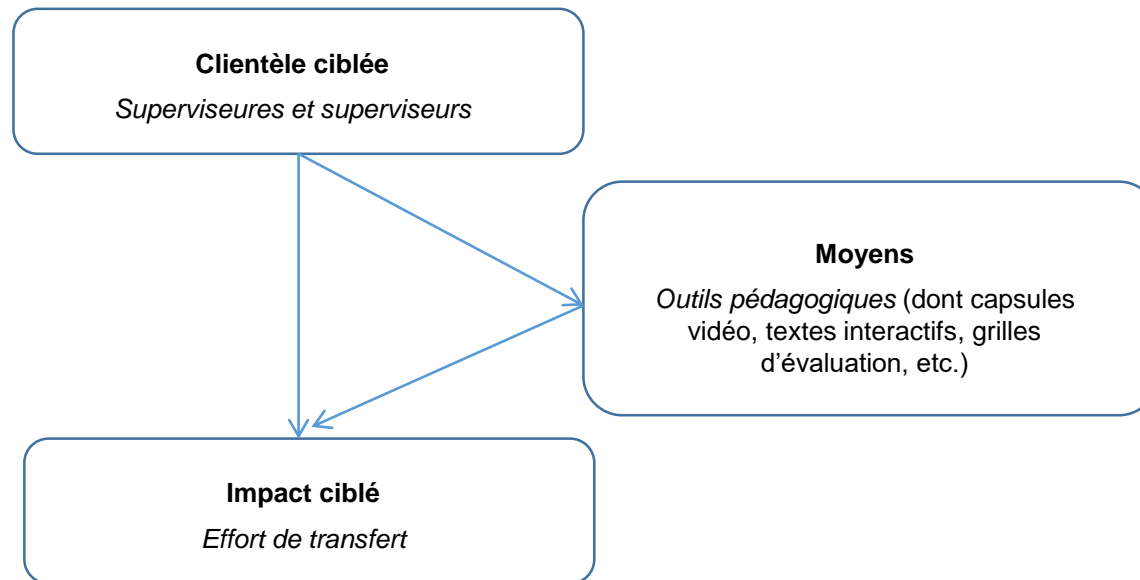 Clientèle ciblée
Superviseures et superviseurs
Moyens
Outils pédagogiques (dont capsules
vidéo, textes interactifs, grilles
d’évaluation, etc.)
Impact ciblé
Effort de transfert